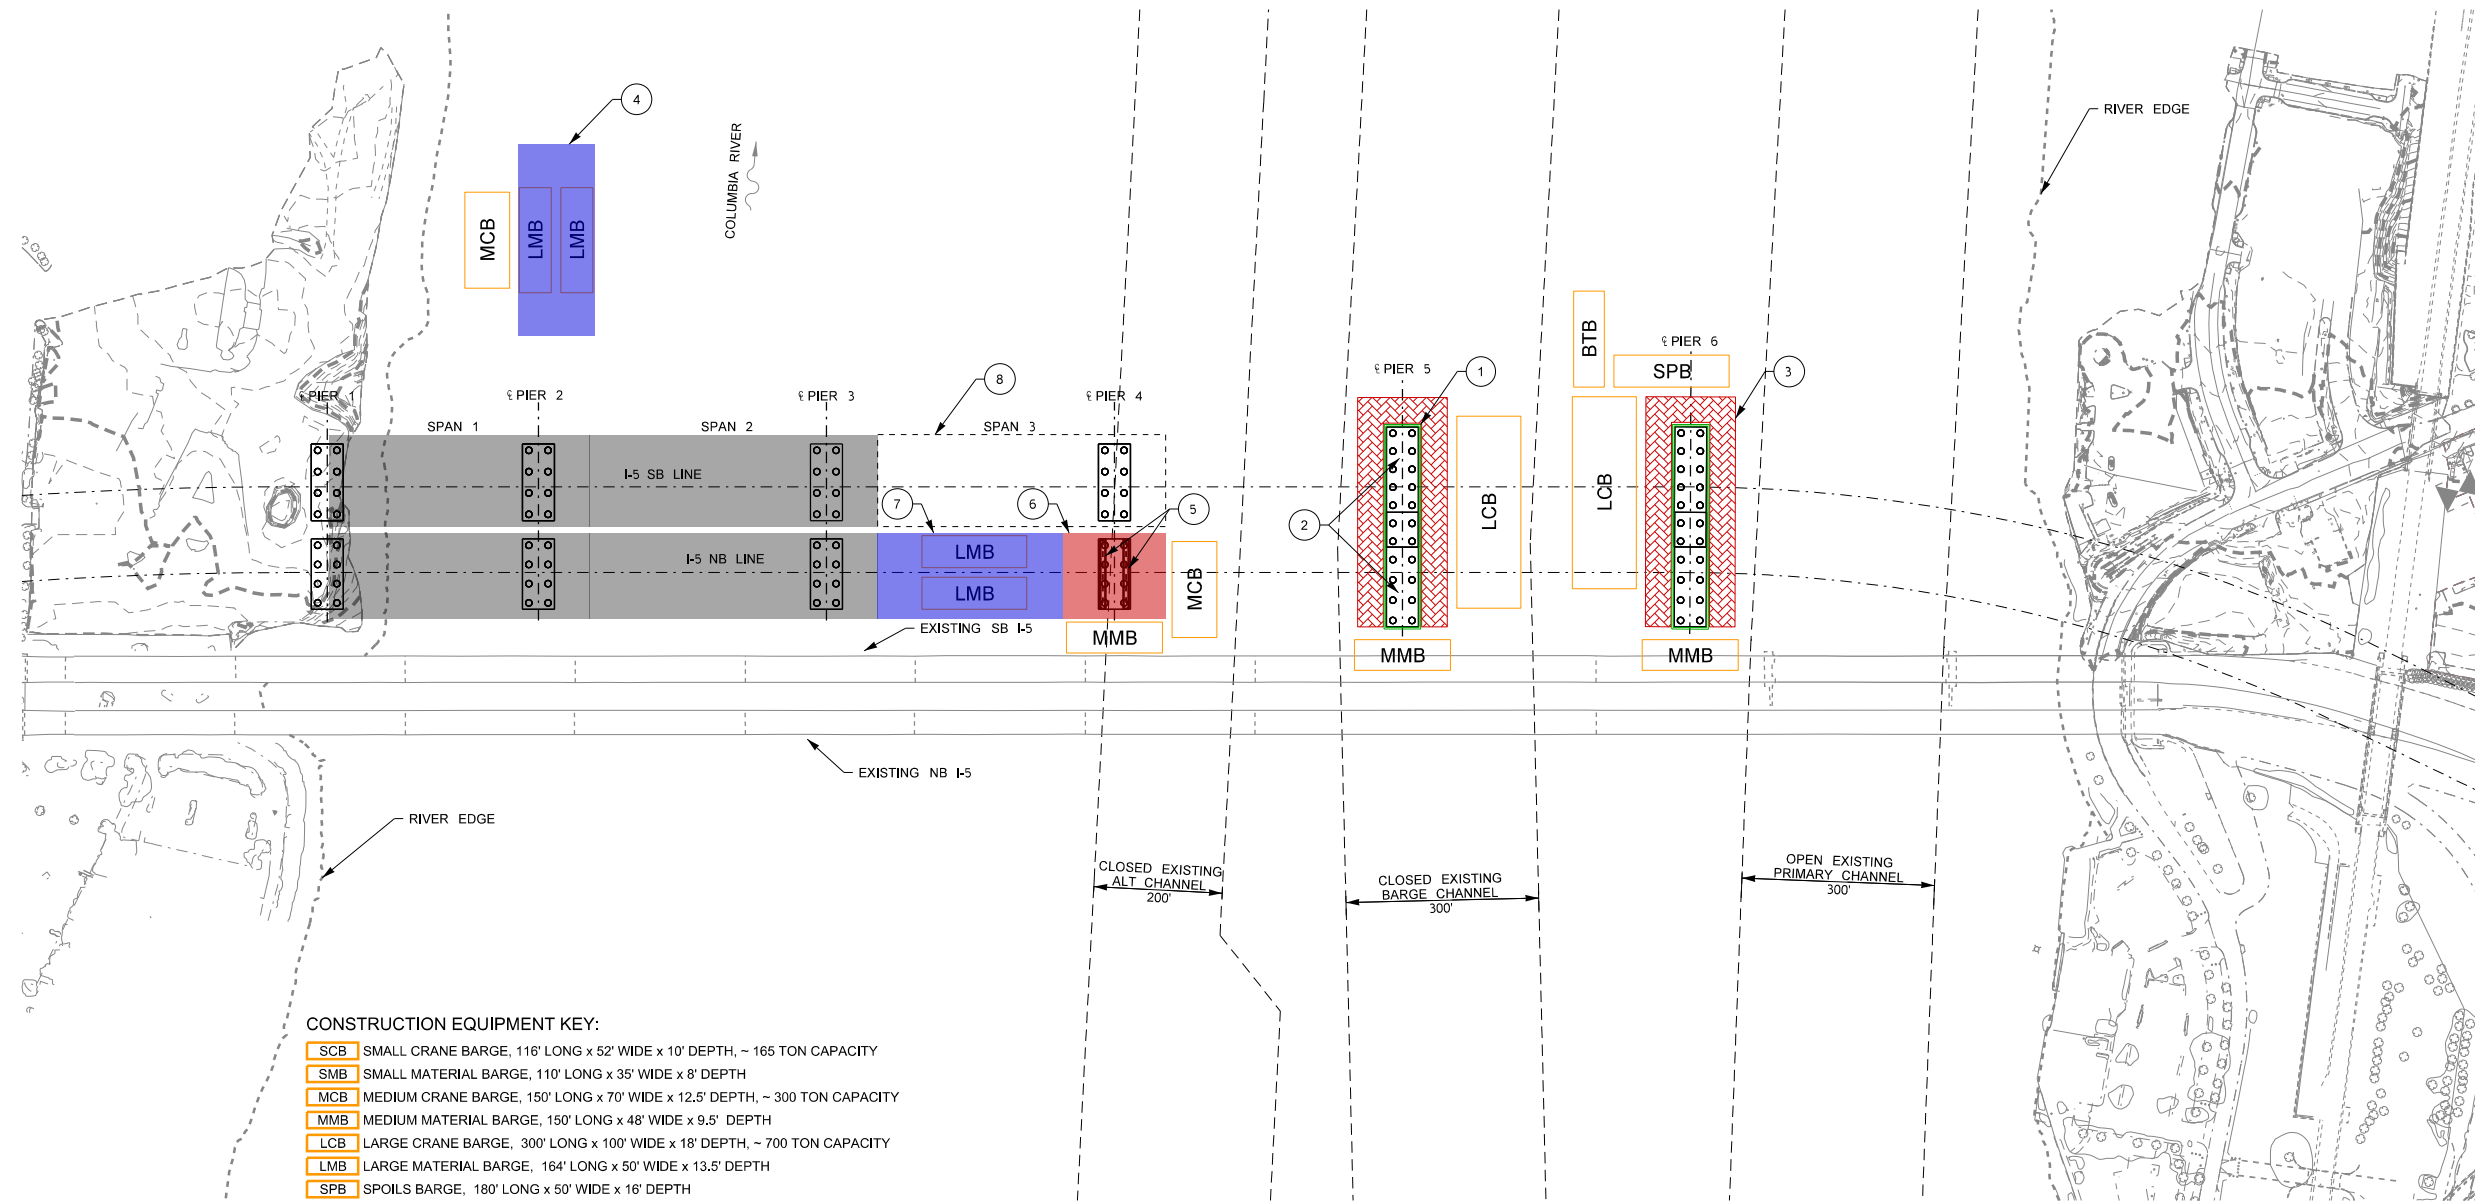 4
RIVER EDGE
COLUMBIA RIVER
MCB
LMB
LMB
BTB
℄ PIER 6
SPB
℄ PIER 5
1
3
8
℄ PIER 1
℄ PIER 2
℄ PIER 3
℄ PIER 4
SPAN 1
SPAN 2
SPAN 3
I-5 SB LINE
7
6
5
2
LCB
LCB
I-5 NB LINE
LMB
LMB
MCB
EXISTING SB I-5
MMB
MMB
MMB
EXISTING NB I-5
RIVER EDGE
CLOSED EXISTING
ALT CHANNEL
200'
CLOSED EXISTING
BARGE CHANNEL
300'
OPEN EXISTING
PRIMARY CHANNEL
300'
CONSTRUCTION EQUIPMENT KEY:
SCB SMALL CRANE BARGE, 116' LONG x 52' WIDE x 10' DEPTH, ~ 165 TON CAPACITY
SMB SMALL MATERIAL BARGE, 110' LONG x 35' WIDE x 8' DEPTH
MCB MEDIUM CRANE BARGE, 150' LONG x 70' WIDE x 12.5' DEPTH, ~ 300 TON CAPACITY
MMB MEDIUM MATERIAL BARGE, 150' LONG x 48' WIDE x 9.5' DEPTH
LCB LARGE CRANE BARGE, 300' LONG x 100' WIDE x 18' DEPTH, ~ 700 TON CAPACITY
LMB LARGE MATERIAL BARGE, 164' LONG x 50' WIDE x 13.5' DEPTH
SPB SPOILS BARGE, 180' LONG x 50' WIDE x 16' DEPTH